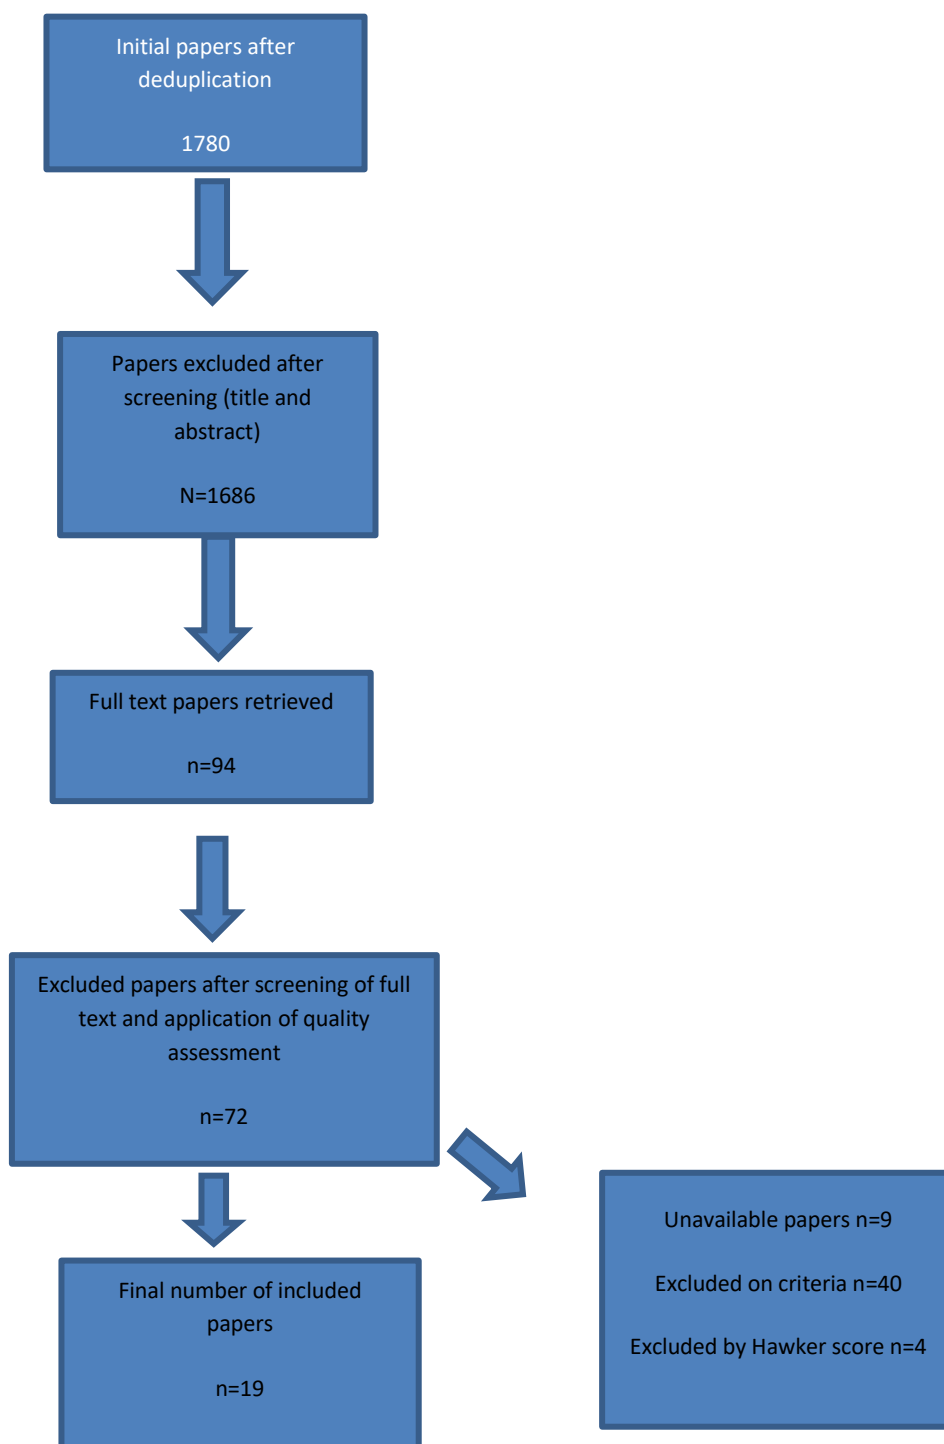 Initial papers after
deduplication
1780
Papers excluded after
screening (title and
abstract)
N=1686
Full text papers retrieved
n=94
Excluded papers after screening of full
text and application of quality
assessment
n=72
Unavailable papers n=9
Excluded on criteria n=40
Excluded by Hawker score n=4
Final number of included
papers
n=19